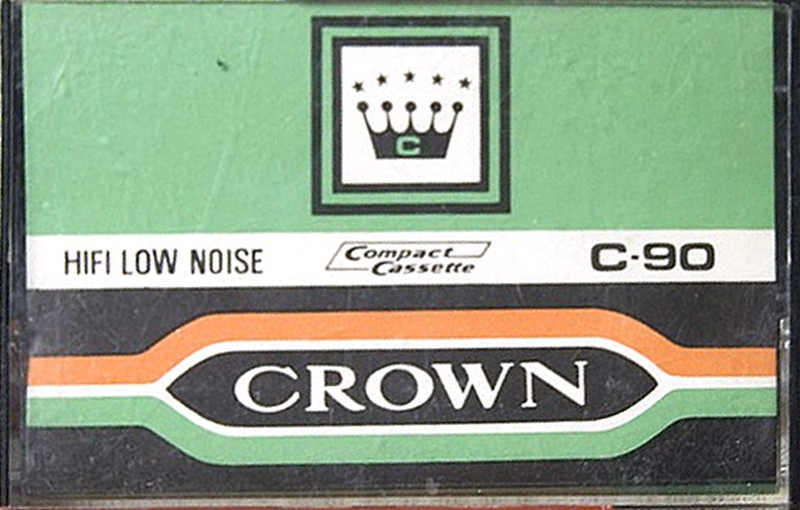 C
HIFI LOW NOISE Compact Cassette C-90
CROWN